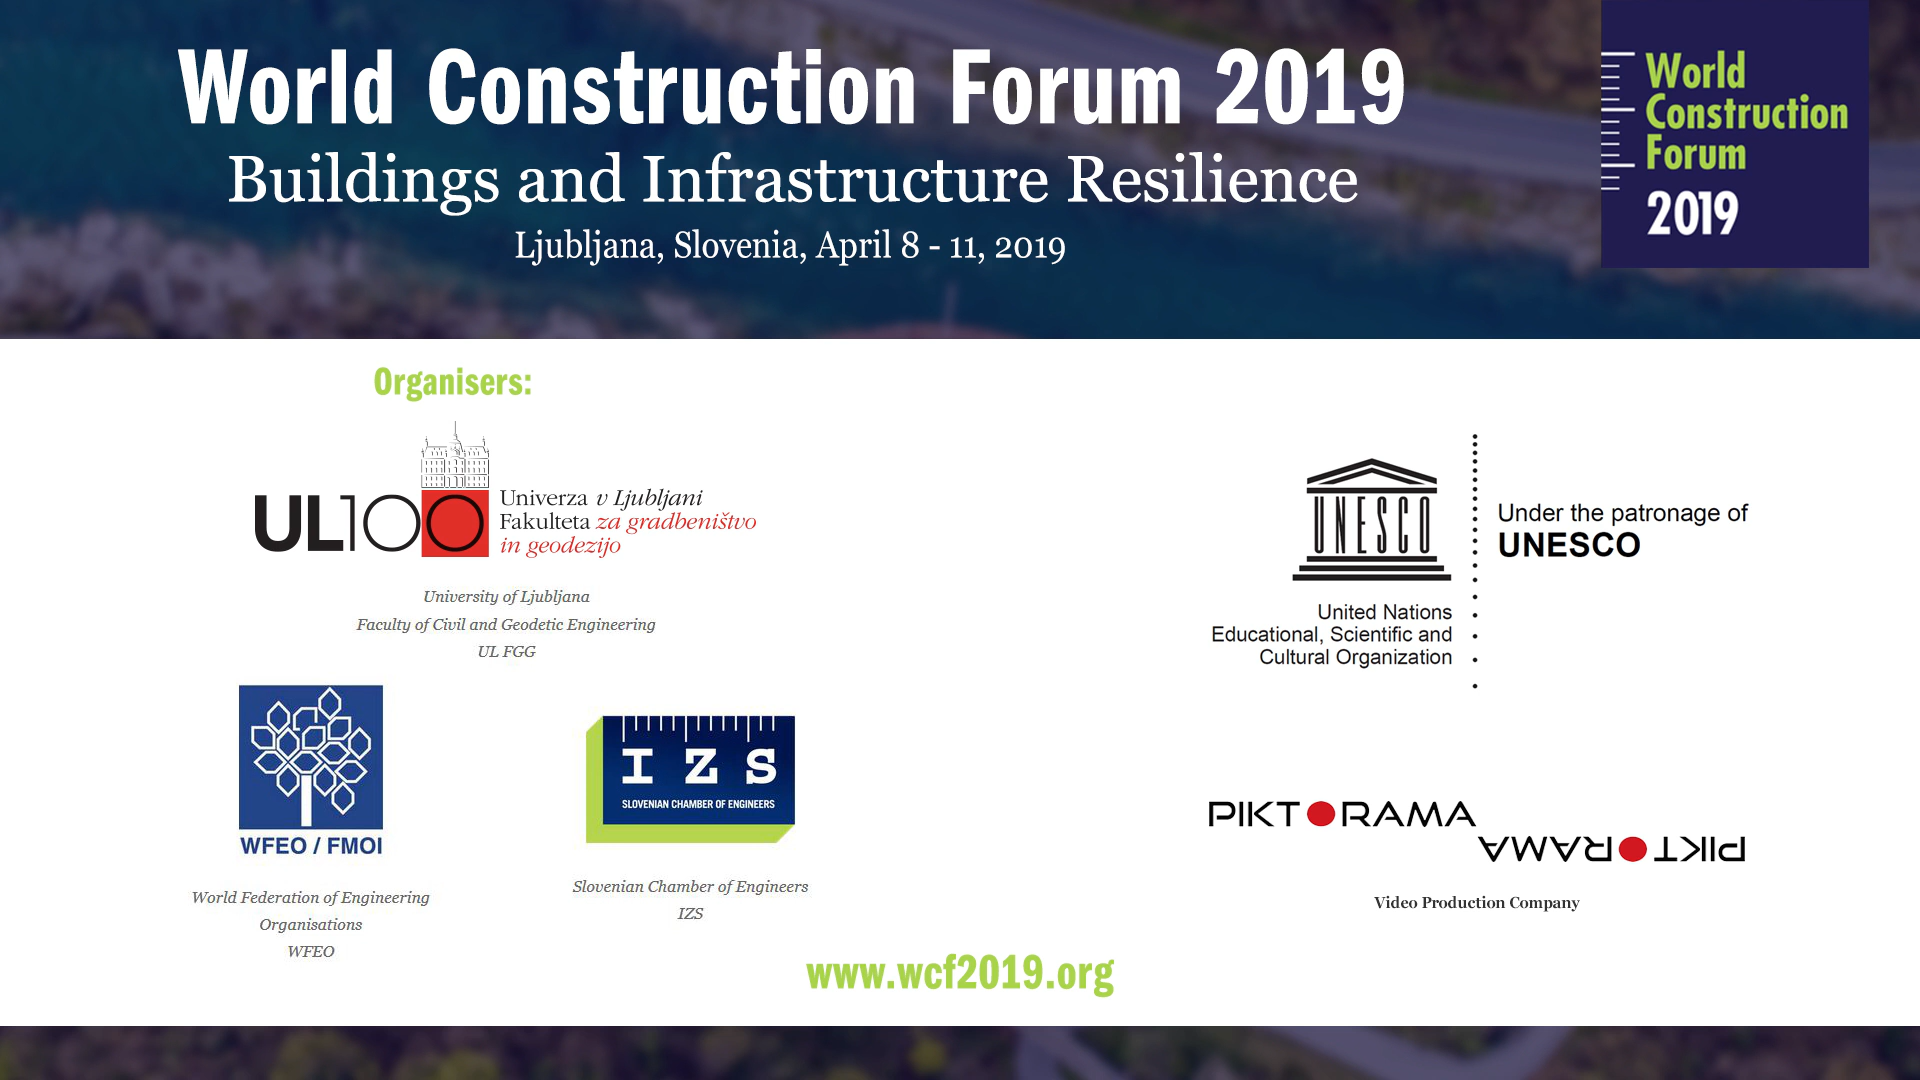 World Construction Forum 2019
Buildings and Infrastructure Resilience
Ljubljana, Slovenia, April 8 - 11, 2019
World
Construction
Forum
2019
Organisers:
UL100
Univerza v Ljubljani
Fakulteta za gradbeništvo
in geodezijo
University of Ljubljana
Faculty of Civil and Geodetic Engineering
UL FGG
WFEO / FMOI
World Federation of Engineering
Organisations
WFEO
IZS
SLOVENIAN CHAMBER OF ENGINEERS
Slovenian Chamber of Engineers
IZS
UNESCO
United Nations
Educational, Scientific and
Cultural Organization
Under the patronage of
UNESCO
PIKTORAMA
PIKTORAMA
Video Production Company
www.wcf2019.org